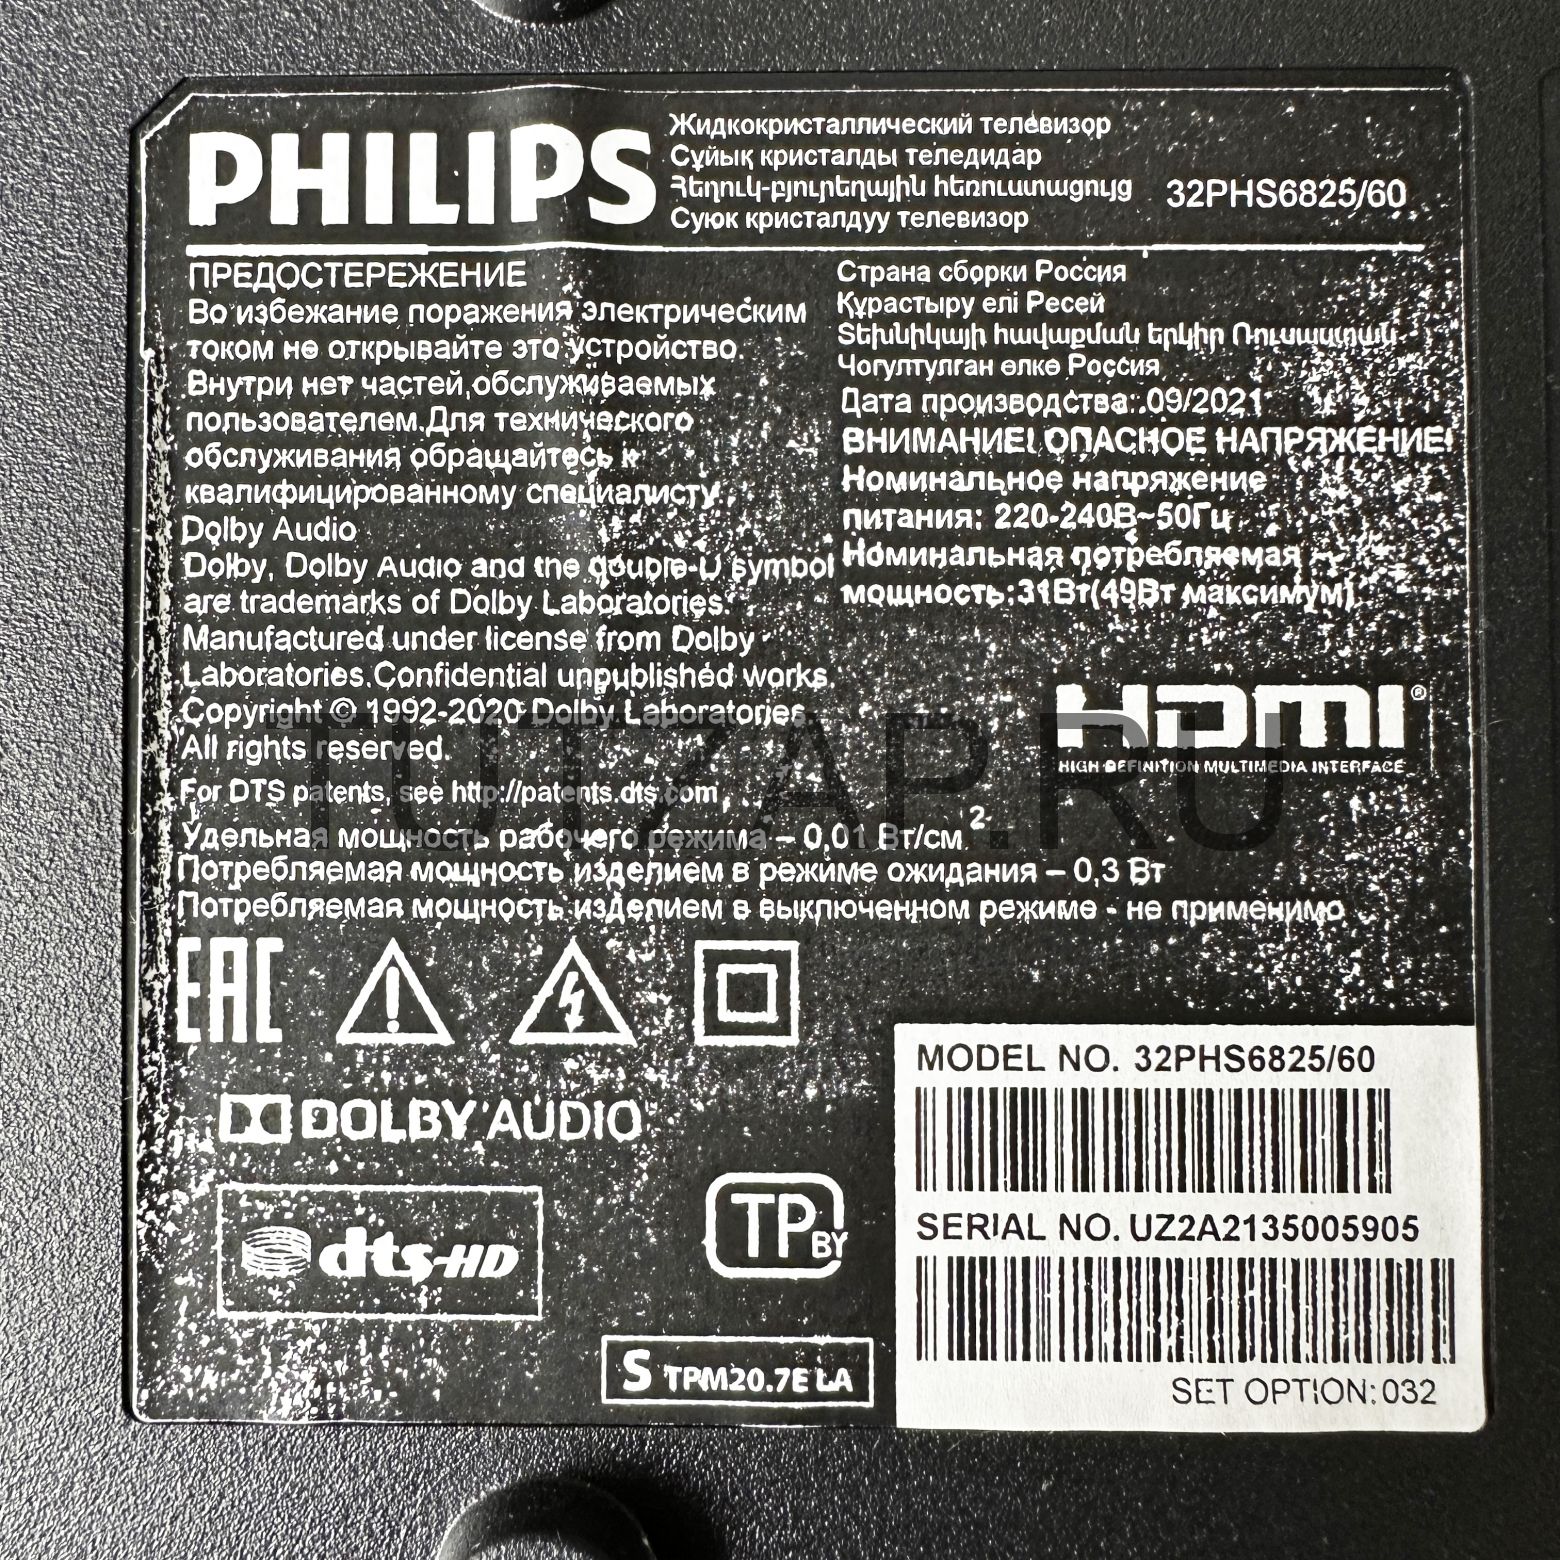 PHILIPS
Жидкокристаллический телевизор
Сұйық кристалды теледидар
Հեղուկ-բյուրեղային հեռուստացույց
Суюк кристалдуу телевизор
32PHS6825/60
ПРЕДОСТЕРЕЖЕНИЕ
Во избежание поражения электрическим
током не открывайте это устройство.
Внутри нет частей,обслуживаемых
пользователем.Для технического
обслуживания обращайтесь к
квалифицированному специалисту.
Dolby Audio
Dolby, Dolby Audio and the double-D symbol
are trademarks of Dolby Laboratories.
Manufactured under license from Dolby
Laboratories.Confidential unpublished works.
Copyright © 1992-2020 Dolby Laboratories.
All rights reserved.
For DTS patents, see http://patents.dts.com.
Страна сборки Россия
Құрастыру елі Ресей
Տեխնիկայի հավաքման երկիր Ռուսաստան
Чогултулган өлкө Россия
Дата производства: 09/2021
ВНИМАНИЕ! ОПАСНОЕ НАПРЯЖЕНИЕ!
Номинальное напряжение
питания: 220-240В~50Гц
Номинальная потребляемая
мощность:31Вт(49Вт максимум)
HDMI®
HIGH DEFINITION MULTIMEDIA INTERFACE
Удельная мощность рабочего режима – 0,01 Вт/см²
Потребляемая мощность изделием в режиме ожидания – 0,3 Вт
Потребляемая мощность изделием в выключенном режиме - не применимо
TUTZAP.RU
EAC
DOLBY AUDIO
dts-HD
TP BY
S TPM20.7E LA
MODEL NO. 32PHS6825/60
SERIAL NO. UZ2A2135005905
SET OPTION: 032